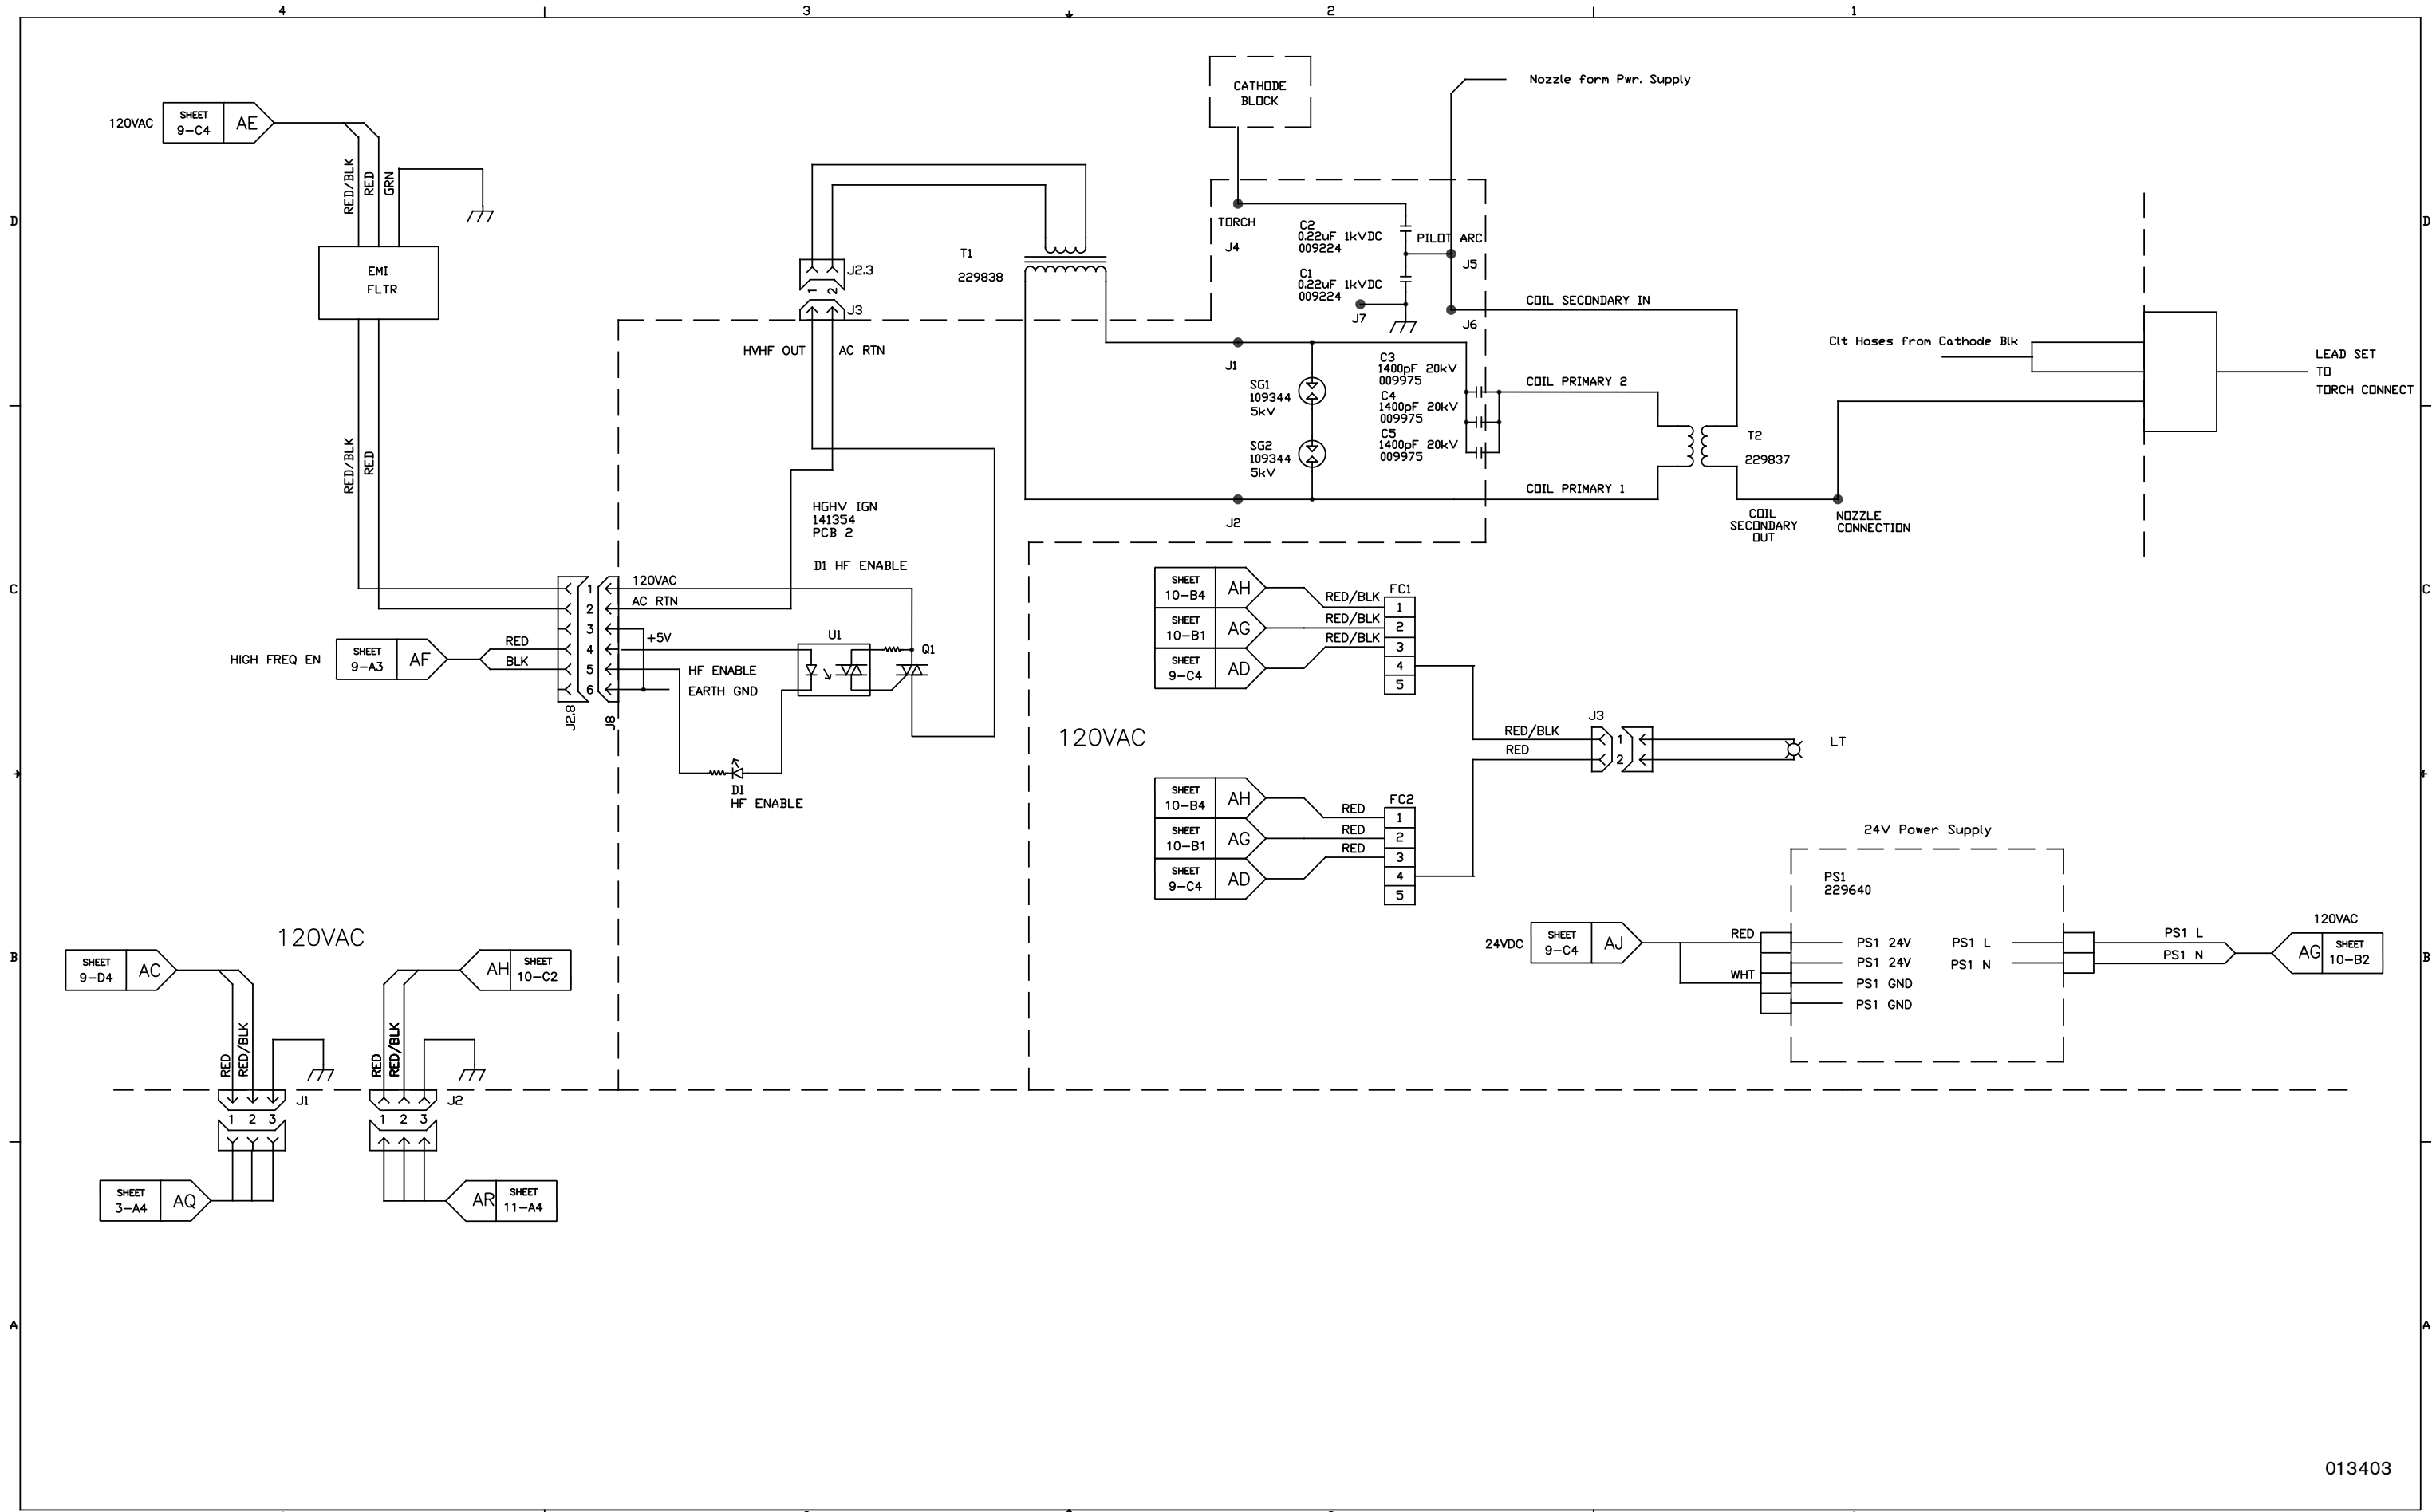 4
3
2
1
D
D
C
C
B
B
A
A
120VAC
SHEET
9-C4
AE
RED/BLK
RED
GRN
EMI
FLTR
RED/BLK
RED
CATHODE
BLOCK
Nozzle form Pwr. Supply
TORCH
J4
C2
0.22uF 1kVDC
009224
PILOT ARC
J5
C1
0.22uF 1kVDC
009224
J7
J6
T1
229838
J2.3
1
2
J3
HVHF OUT
AC RTN
COIL SECONDARY IN
J1
SG1
109344
5kV
SG2
109344
5kV
J2
C3
1400pF 20kV
009975
C4
1400pF 20kV
009975
C5
1400pF 20kV
009975
COIL PRIMARY 2
COIL PRIMARY 1
T2
229837
COIL
SECONDARY
OUT
NOZZLE
CONNECTION
Clt Hoses from Cathode Blk
LEAD SET
TO
TORCH CONNECT
HGHV IGN
141354
PCB 2
D1 HF ENABLE
HIGH FREQ EN
SHEET
9-A3
AF
RED
BLK
1
2
3
4
5
6
J2.8
J8
120VAC
AC RTN
+5V
HF ENABLE
EARTH GND
U1
Q1
DI
HF ENABLE
SHEET
10-B4
AH
SHEET
10-B1
AG
SHEET
9-C4
AD
RED/BLK
RED/BLK
RED/BLK
FC1
1
2
3
4
5
120VAC
RED/BLK
RED
J3
1
2
LT
SHEET
10-B4
AH
SHEET
10-B1
AG
SHEET
9-C4
AD
RED
RED
RED
FC2
1
2
3
4
5
24V Power Supply
PS1
229640
24VDC
SHEET
9-C4
AJ
RED
WHT
PS1 24V
PS1 24V
PS1 GND
PS1 GND
PS1 L
PS1 N
PS1 L
PS1 N
120VAC
AG
SHEET
10-B2
120VAC
SHEET
9-D4
AC
AH
SHEET
10-C2
RED
RED/BLK
RED
RED/BLK
J1
J2
1 2 3
1 2 3
SHEET
3-A4
AQ
AR
SHEET
11-A4
013403